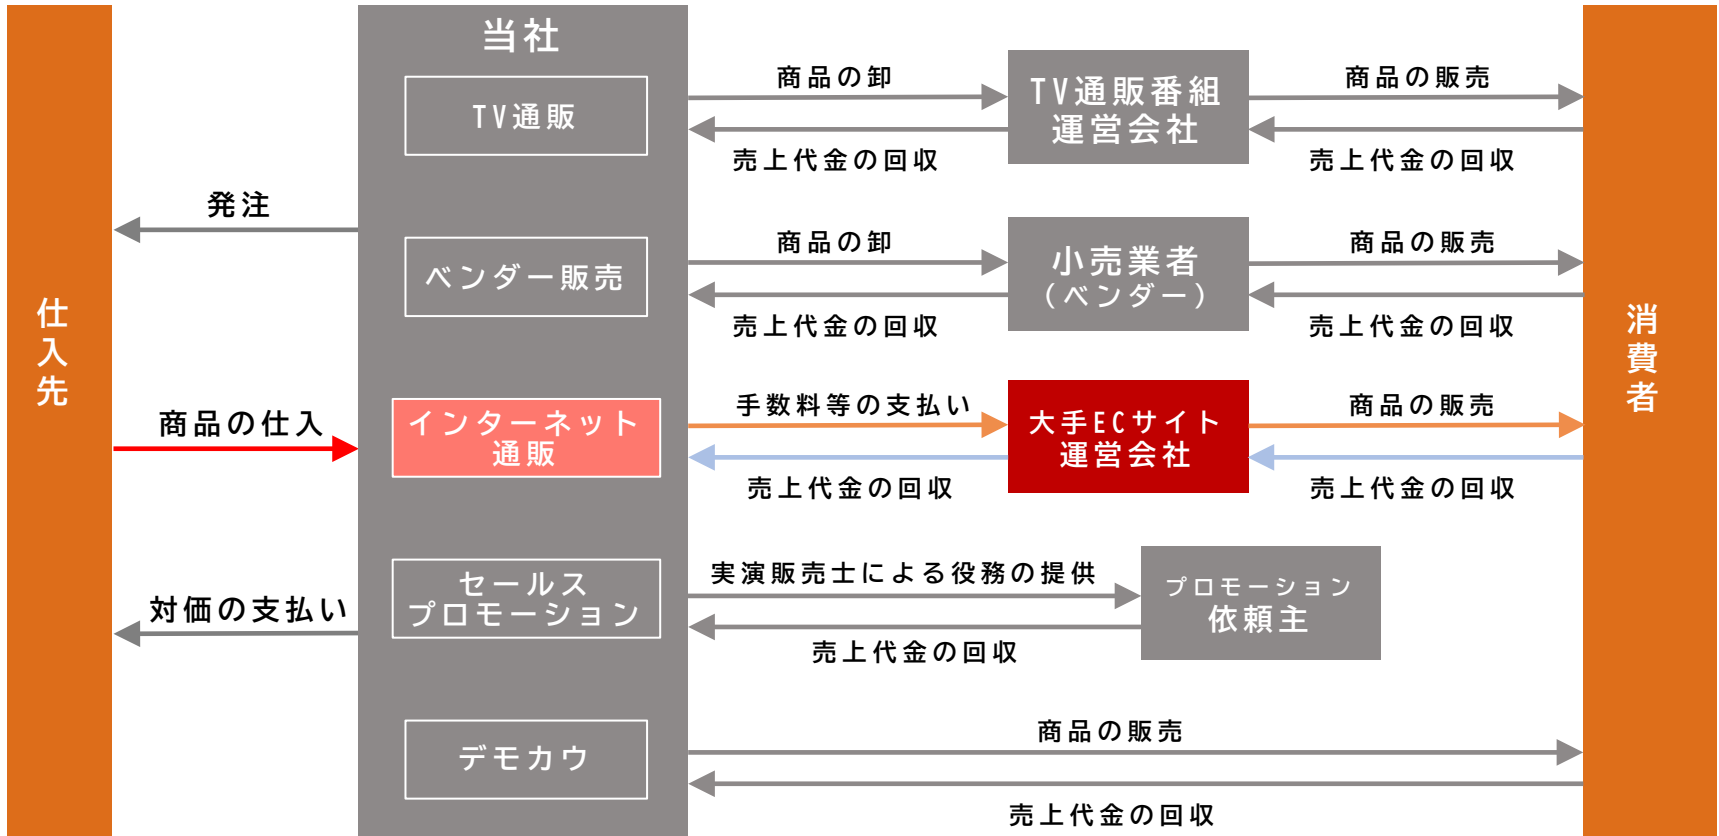 仕入先
発注
商品の仕入
対価の支払い
当社
TV通販
ベンダー販売
インターネット
通販
セールス
プロモーション
デモカウ
商品の卸
売上代金の回収
TV通販番組
運営会社
商品の販売
売上代金の回収
商品の卸
売上代金の回収
小売業者
(ベンダー)
商品の販売
売上代金の回収
手数料等の支払い
売上代金の回収
大手ECサイト
運営会社
商品の販売
売上代金の回収
実演販売士による役務の提供
売上代金の回収
プロモーション
依頼主
商品の販売
売上代金の回収
消費者